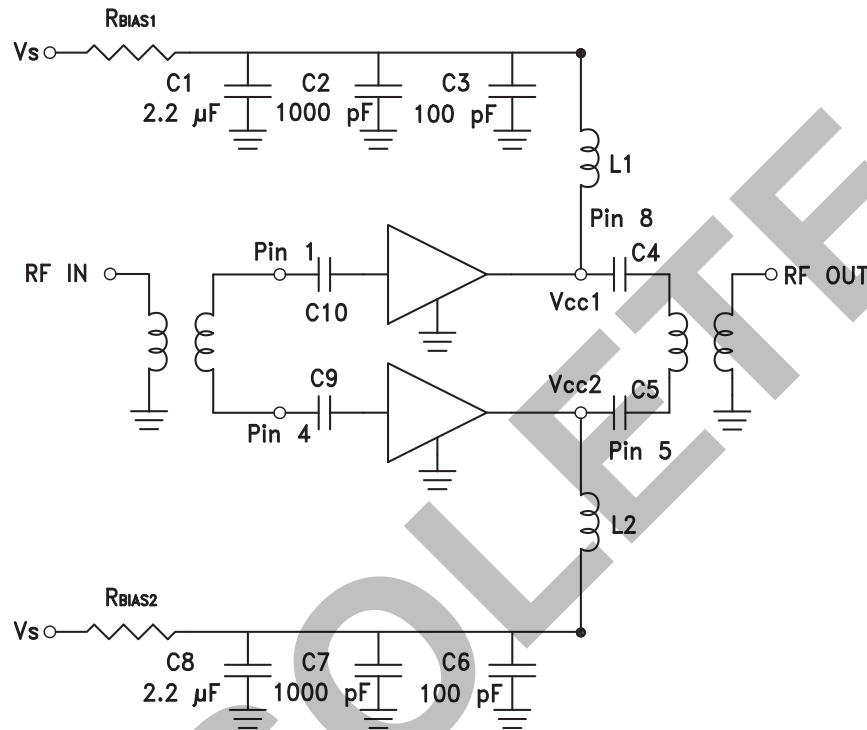 RBIAS1
Vs
C1
C2
C3
2.2 µF
1000 pF
100 pF
L1
Pin 8
Pin 1
C4
RF IN
RF OUT
C10
Vcc1
C9
Vcc2
C5
Pin 4
Pin 5
L2
RBIAS2
Vs
C8
C7
C6
2.2 µF
1000 pF
100 pF
OLETE